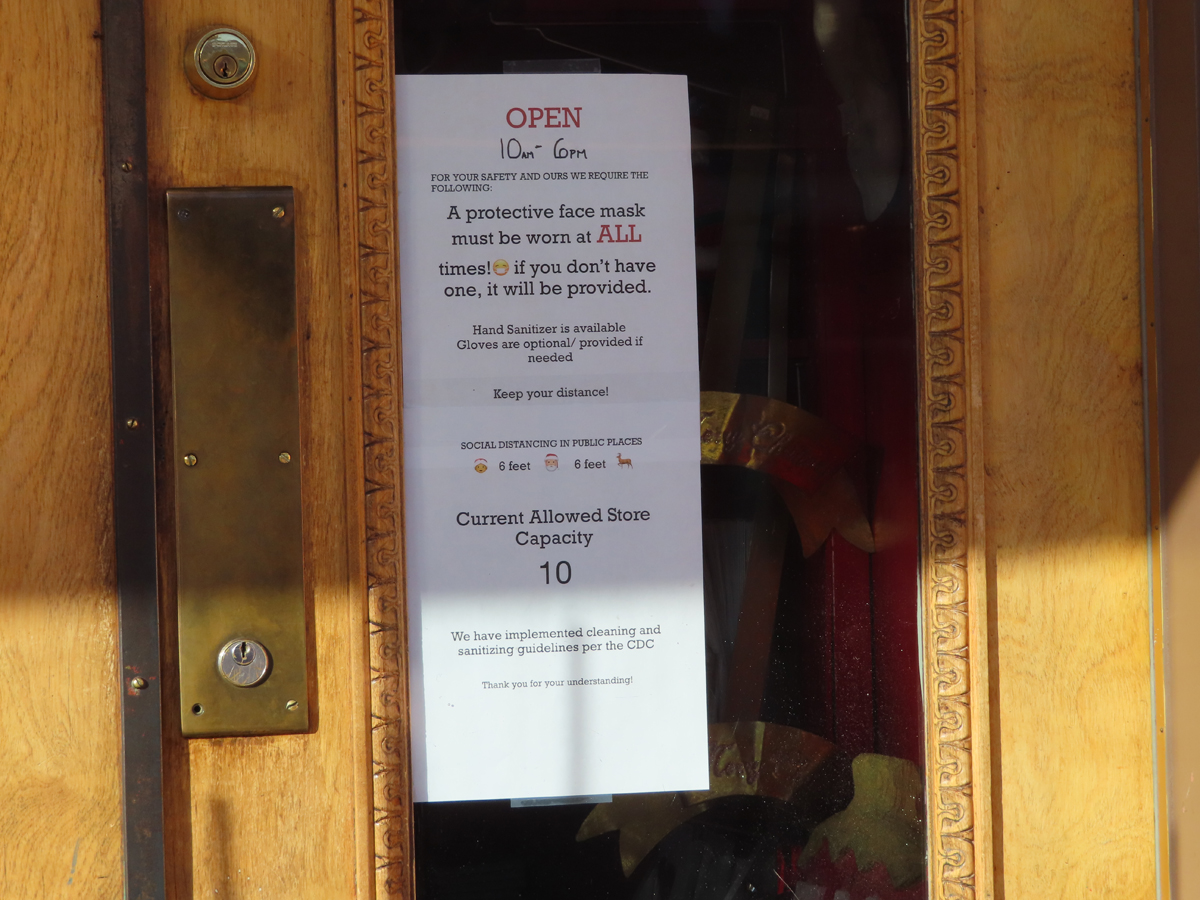 OPEN
10AM- 6PM
FOR YOUR SAFETY AND OURS WE REQUIRE THE
FOLLOWING:
A protective face mask
must be worn at ALL
times!😷 if you don't have
one, it will be provided.
Hand Sanitizer is available
Gloves are optional/ provided if
needed
Keep your distance!
SOCIAL DISTANCING IN PUBLIC PLACES
6 feet 🎅 6 feet 🦌
Current Allowed Store
Capacity
10
We have implemented cleaning and
sanitizing guidelines per the CDC
Thank you for your understanding!